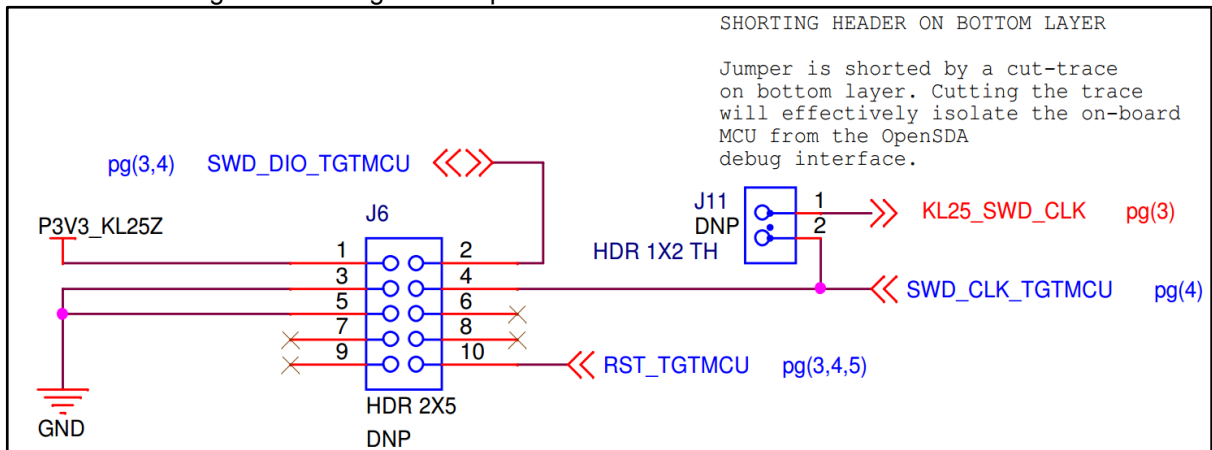 SHORTING HEADER ON BOTTOM LAYER
Jumper is shorted by a cut-trace
on bottom layer. Cutting the trace
will effectively isolate the on-board
MCU from the OpenSDA
debug interface.
pg(3,4) SWD_DIO_TGTMCU
P3V3_KL25Z
J6
1 2
3 4
5 6
7 8
9 10
HDR 2X5
DNP
GND
J11
DNP
HDR 1X2 TH
1
2
KL25_SWD_CLK pg(3)
SWD_CLK_TGTMCU pg(4)
RST_TGTMCU pg(3,4,5)